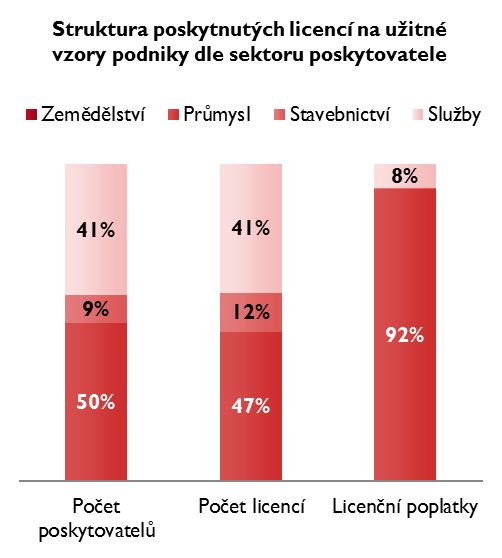 Struktura poskytnutých licencí na užitné
vzory podniky dle sektoru poskytovatele
Zemědělství Průmysl Stavebnictví Služby
41% 41% 8%
9% 12% 92%
50% 47%
Počet poskytovatelů Počet licencí Licenční poplatky